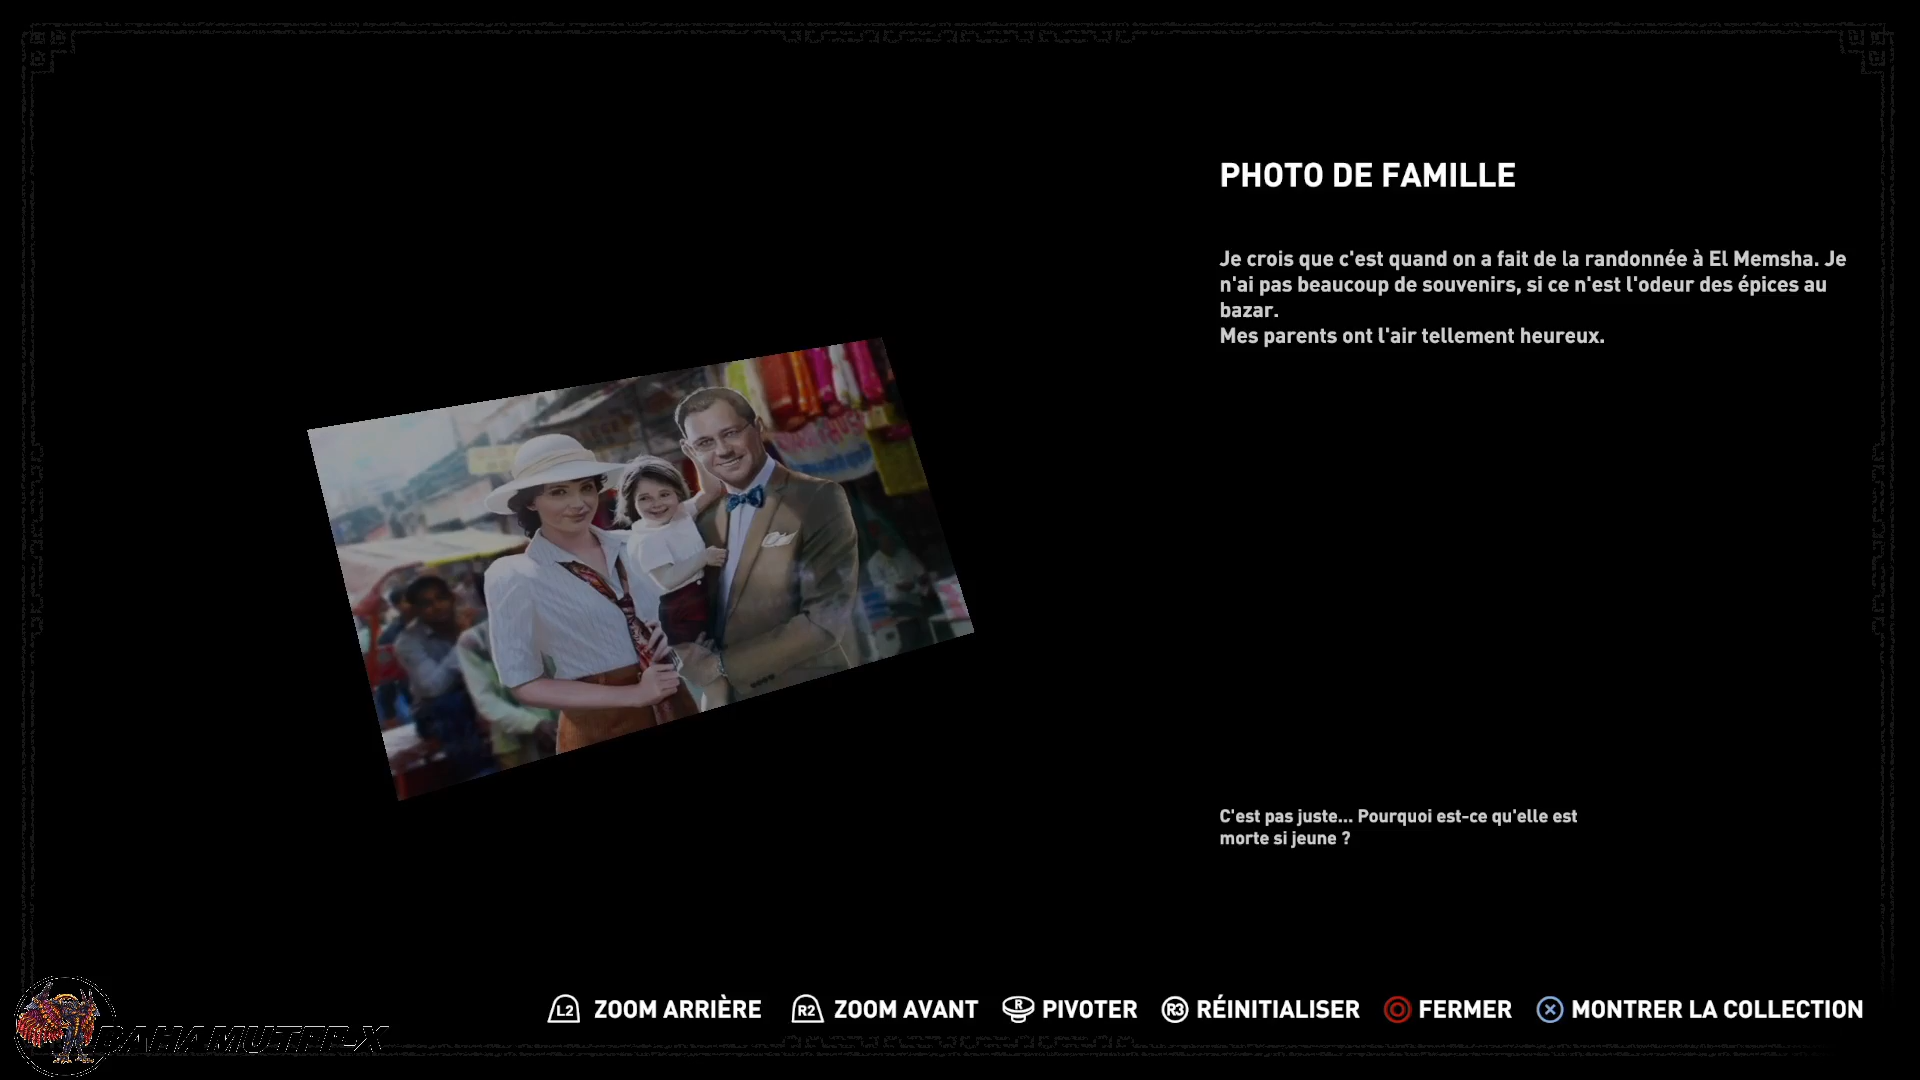 PHOTO DE FAMILLE
Je crois que c'est quand on a fait de la randonnée à El Memsha. Je
n'ai pas beaucoup de souvenirs, si ce n'est l'odeur des épices au
bazar.
Mes parents ont l'air tellement heureux.
C'est pas juste... Pourquoi est-ce qu'elle est
morte si jeune ?
L2 ZOOM ARRIÈRE R2 ZOOM AVANT R PIVOTER R3 RÉINITIALISER FERMER MONTRER LA COLLECTION